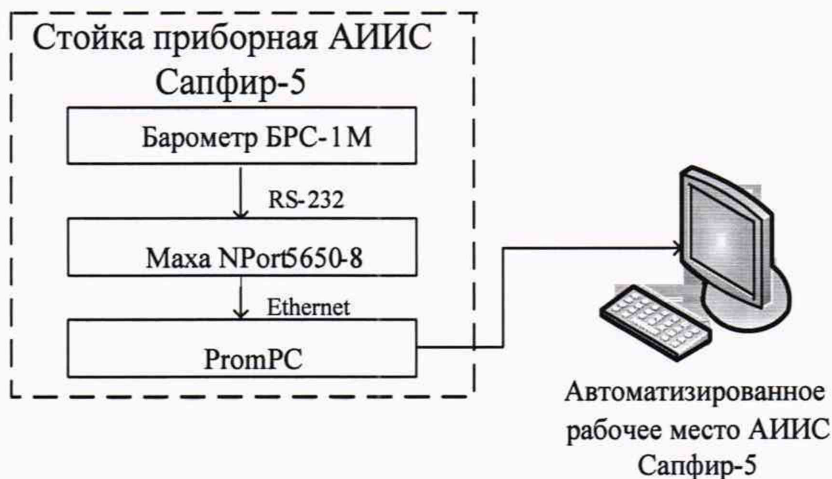 Стойка приборная АИИС
Сапфир-5
Барометр БРС-1М
RS-232
Маха NPort5650-8
Ethernet
PromPC
Автоматизированное
рабочее место АИИС
Сапфир-5